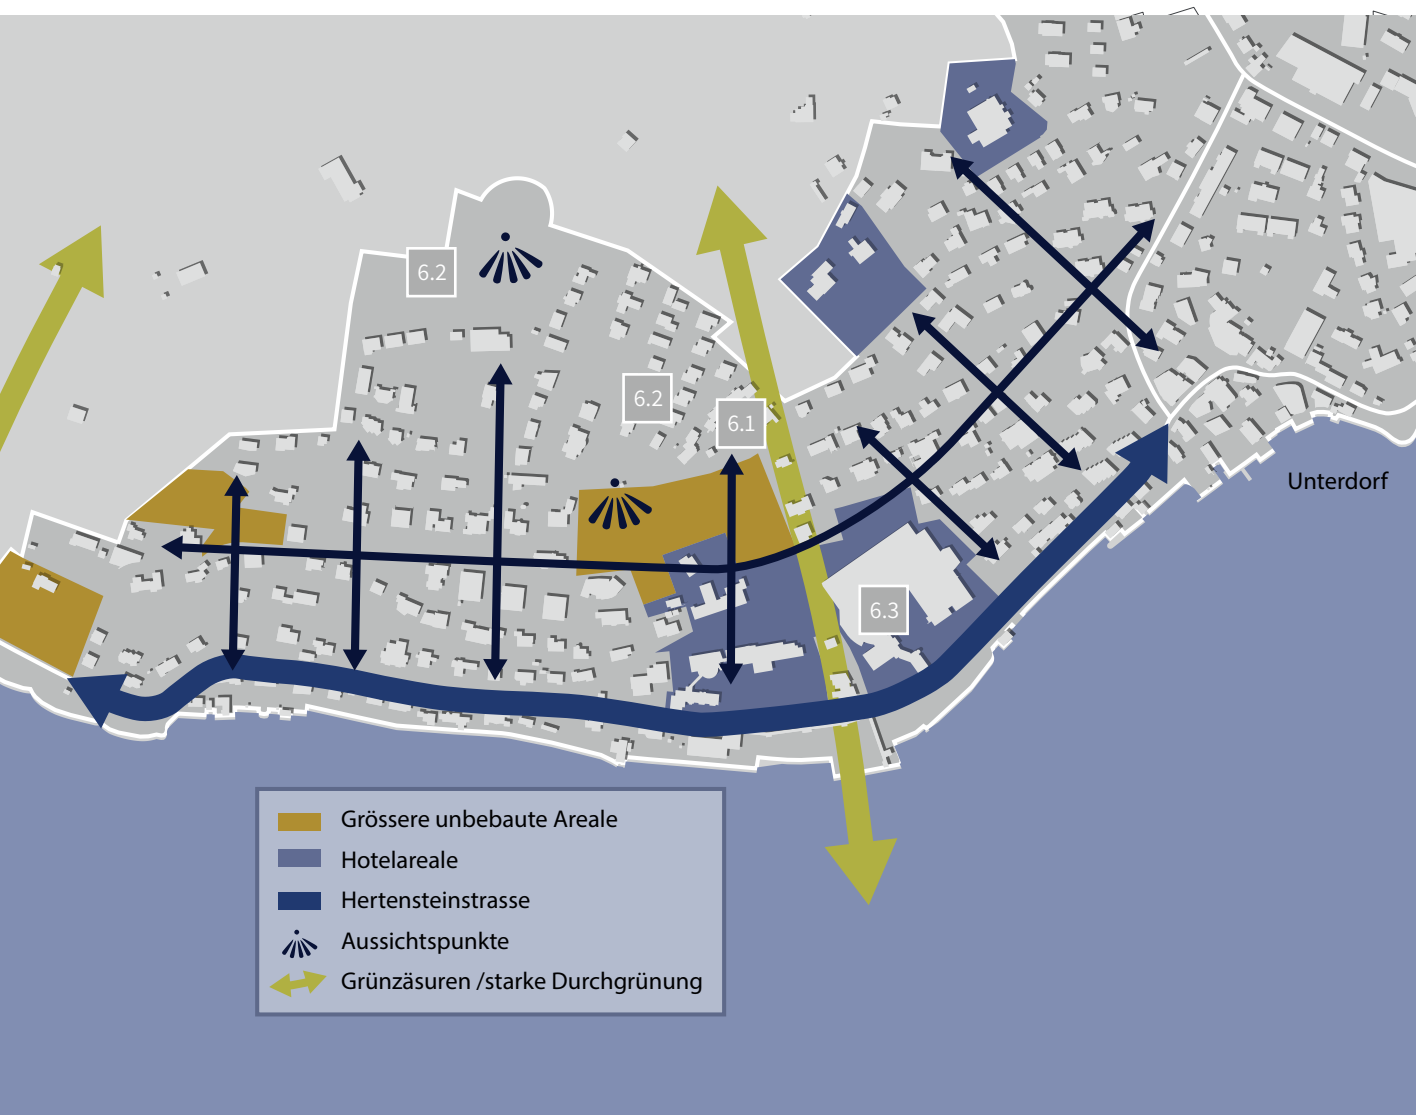 6.2
6.2
6.1
Unterdorf
6.3
Grössere unbebaute Areale
Hotelareale
Hertensteinstrasse
Aussichtspunkte
Grünzäsuren /starke Durchgrünung